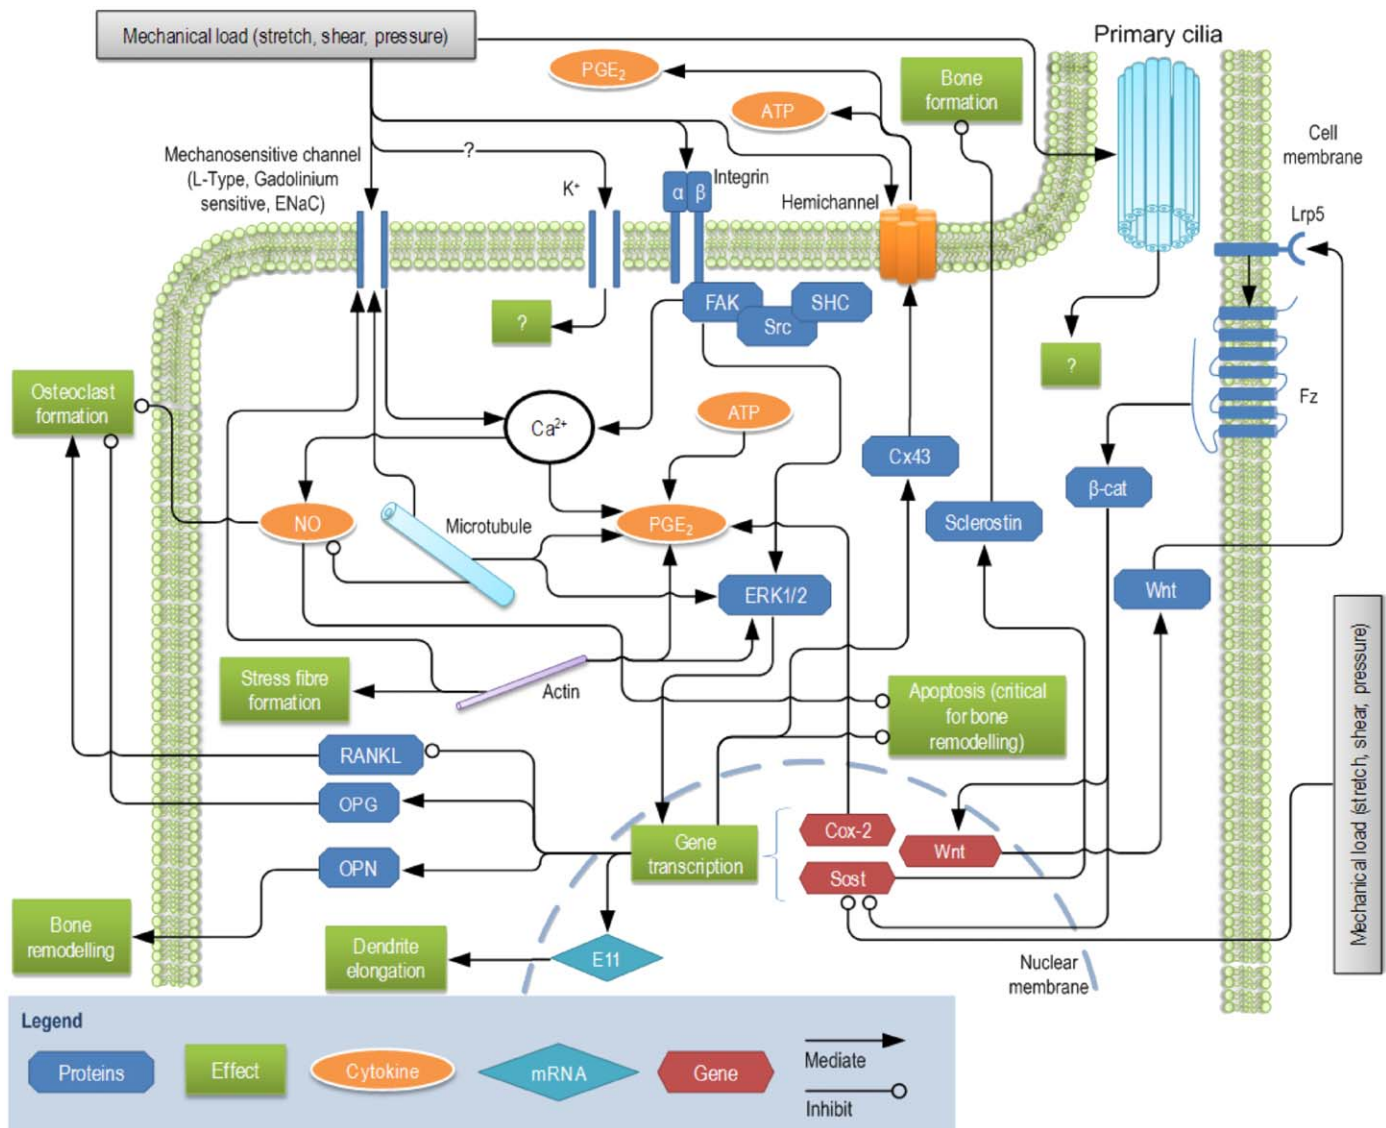 Mechanical load (stretch, shear, pressure)
Primary cilia
PGE₂
Bone
formation
ATP
Cell
membrane
?
Mechanosensitive channel
(L-Type, Gadolinium
sensitive, ENaC)
K⁺
α β
Integrin
Hemichannel
Lrp5
FAK
SHC
Src
?
?
Osteoclast
formation
Fz
ATP
Ca²⁺
Cx43
β-cat
NO
Microtubule
PGE₂
Sclerostin
ERK1/2
Wnt
Mechanical load (stretch, shear, pressure)
Stress fibre
formation
Actin
Apoptosis (critical
for bone
remodelling)
RANKL
OPG
OPN
Gene
transcription
Cox-2
Wnt
Sost
Bone
remodelling
Dendrite
elongation
E11
Nuclear
membrane
Legend
Proteins
Effect
Cytokine
mRNA
Gene
Mediate
Inhibit